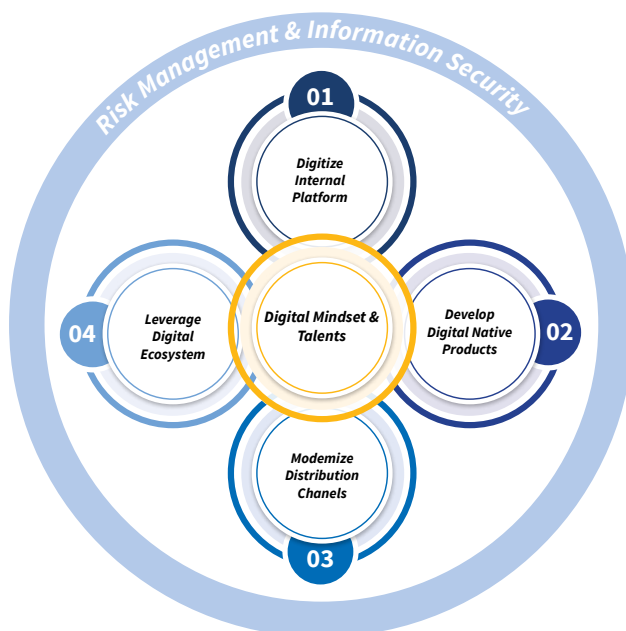 Risk Management & Information Security
01
Digitize
Internal
Platform
04
Leverage
Digital
Ecosystem
Digital Mindset &
Talents
Develop
Digital Native
Products
02
Modemize
Distribution
Chanels
03